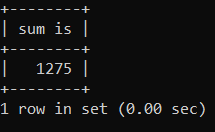 +--------+
| sum is |
+--------+
|   1275 |
+--------+
1 row in set (0.00 sec)